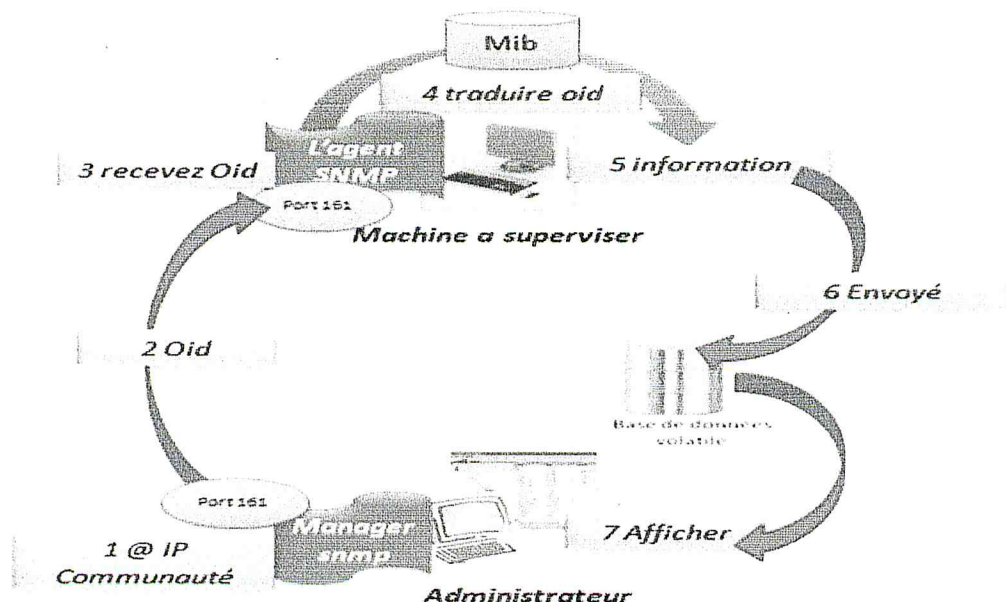 Mib
4 traduire oid
L'agent
SNMP
3 recevez Oid
5 information
Port 161
Machine a superviser
6 Envoyé
2 Oid
Base de données
volatile
Port 161
Manager
snmp
7 Afficher
1 @ IP
Communauté
Administrateur